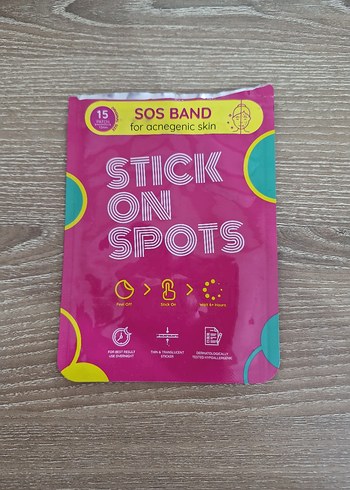 15
SOS BAND
for acnegenic skin
STICK
ON
SPOTS
Peel Off
Stick On
Wait 6+ Hours
FOR BEST RESULT
USE OVERNIGHT
THIN & TRANSLUCENT
STICKER
DERMATOLOGICALLY
TESTED HYPOALLERGENIC